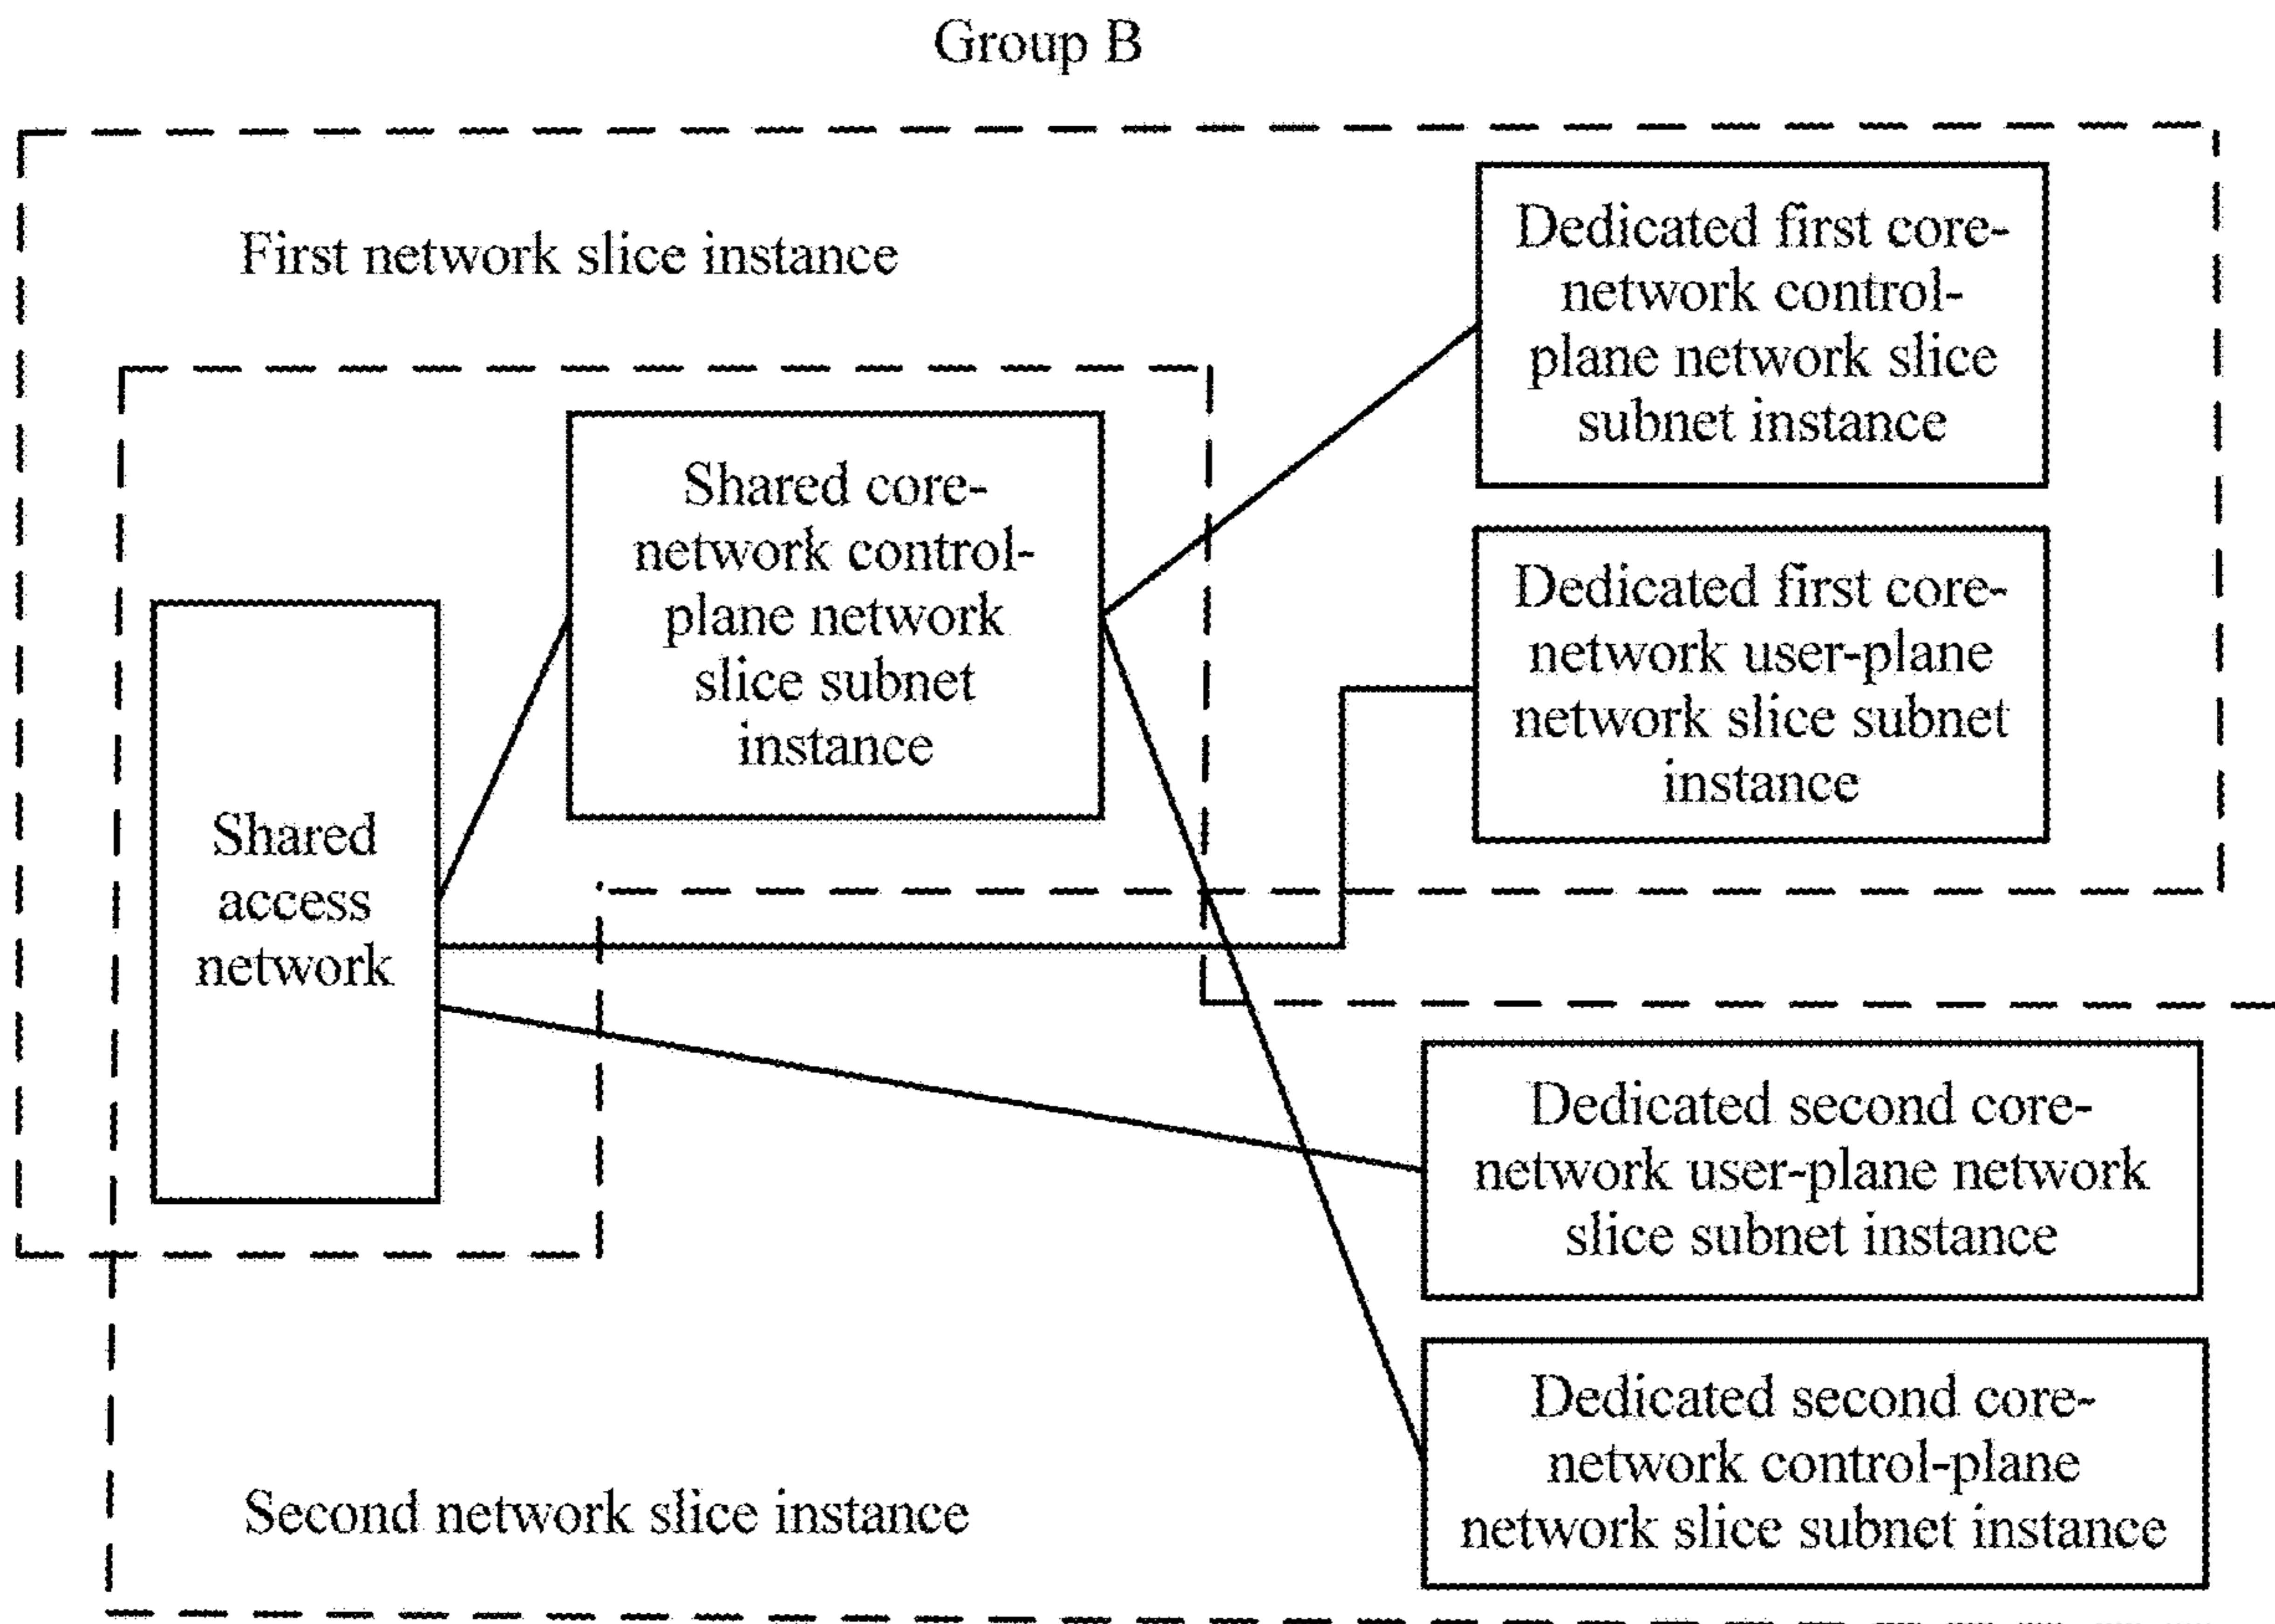 Group B
First network slice instance
Dedicated first core-
network control-
plane network slice
subnet instance
Shared core-
network control-
plane network
slice subnet
instance
Dedicated first core-
network user-plane
network slice subnet
instance
Shared
access
network
Dedicated second core-
network user-plane network
slice subnet instance
Dedicated second core-
network control-plane
network slice subnet instance
Second network slice instance